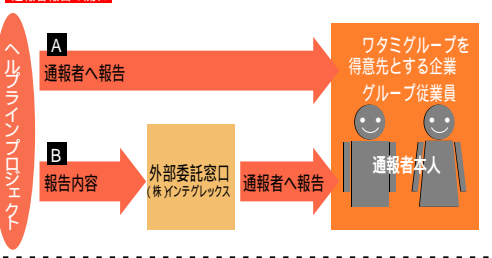 ヘルプラインプロジェクト
A
通報者へ報告
ワタミグループを
得意先とする企業
グループ従業員
通報者本人
B
報告内容
外部委託窓口
(株)インテグレックス
通報者へ報告